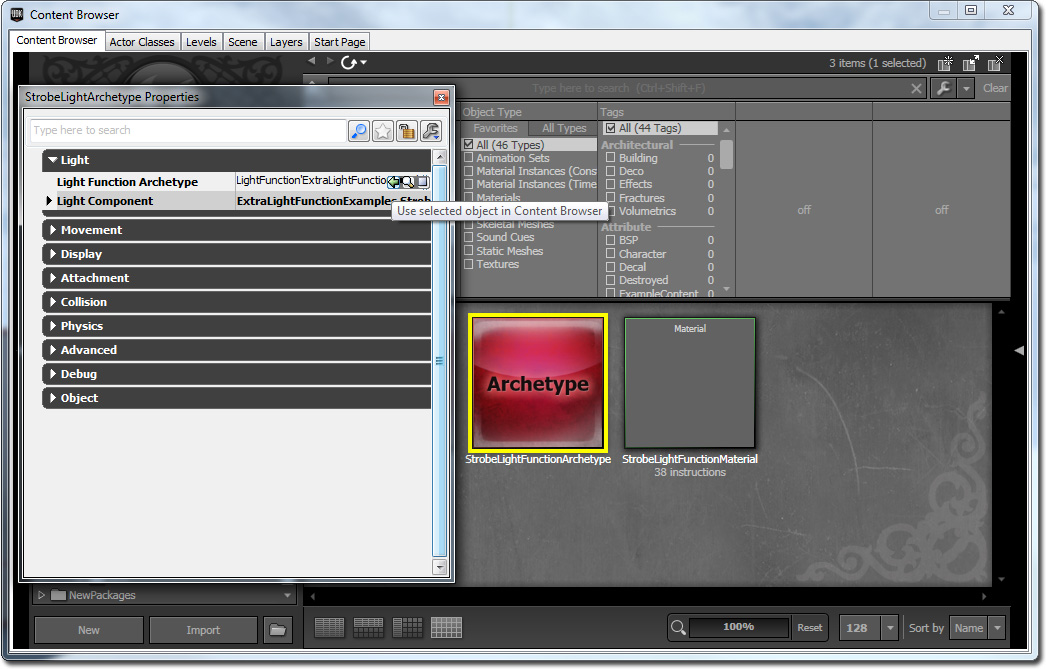 UDK Content Browser
Content Browser Actor Classes Levels Scene Layers Start Page
3 items (1 selected)
StrobeLightArchetype Properties
Type here to search (Ctrl+Shift+F)
Clear
Type here to search
Object Type
Favorites All Types
All (46 Types)
Animation Sets
Material Instances (Cons
Material Instances (Time
Materials
Skeletal Meshes
Sound Cues
Static Meshes
Textures
Tags
All (44 Tags)
Architectural
Building 0
Deco 0
Effects 0
Fractures 0
Volumetrics 0
Attribute
BSP 0
Character 0
Decal 0
Destroyed 0
ExampleContent 0
off
off
Light
Light Function Archetype LightFunction'ExtraLightFunctio
Light Component ExtraLightFunctionExamples.Strob
Use selected object in Content Browser
Movement
Display
Attachment
Collision
Physics
Advanced
Debug
Object
Archetype
StrobeLightFunctionArchetype
Material
StrobeLightFunctionMaterial
38 instructions
NewPackages
New Import
100% Reset 128 Sort by Name